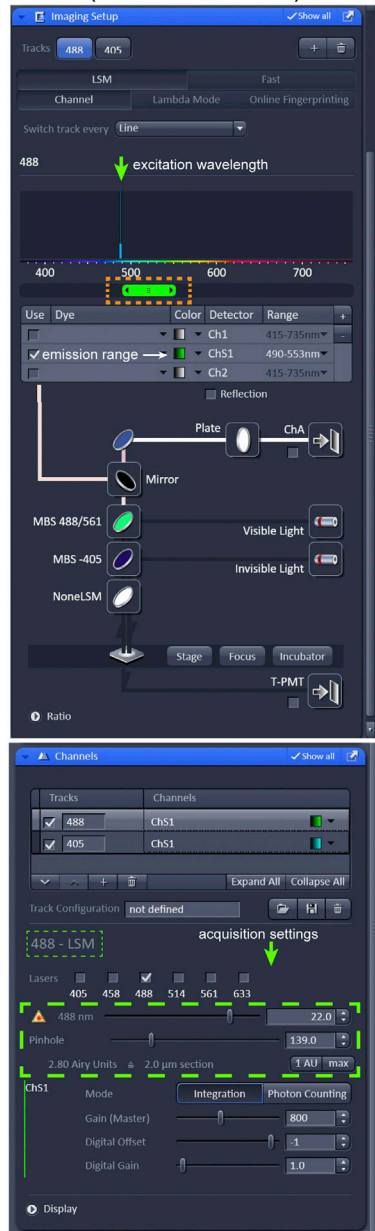 Imaging Setup ✓ Show all
Tracks 488 405 +
LSM Fast
Channel Lambda Mode Online Fingerprinting
Switch track every Line
488 excitation wavelength
400 500 600 700
Use Dye Color Detector Range +
Ch1 415-735nm -
emission range ChS1 490-553nm
Ch2 415-735nm
Reflection
Plate ChA
Mirror
MBS 488/561 Visible Light
MBS -405 Invisible Light
NoneLSM
Stage Focus Incubator
T-PMT
Ratio
Channels ✓ Show all
Tracks Channels
488 ChS1
405 ChS1
+ Expand All Collapse All
Track Configuration not defined
488 - LSM acquisition settings
Lasers
405 458 488 514 561 633
488 nm 22.0
Pinhole 139.0
2.80 Airy Units ≙ 2.0 µm section 1 AU max
ChS1 Mode Integration Photon Counting
Gain (Master) 800
Digital Offset -1
Digital Gain 1.0
Display